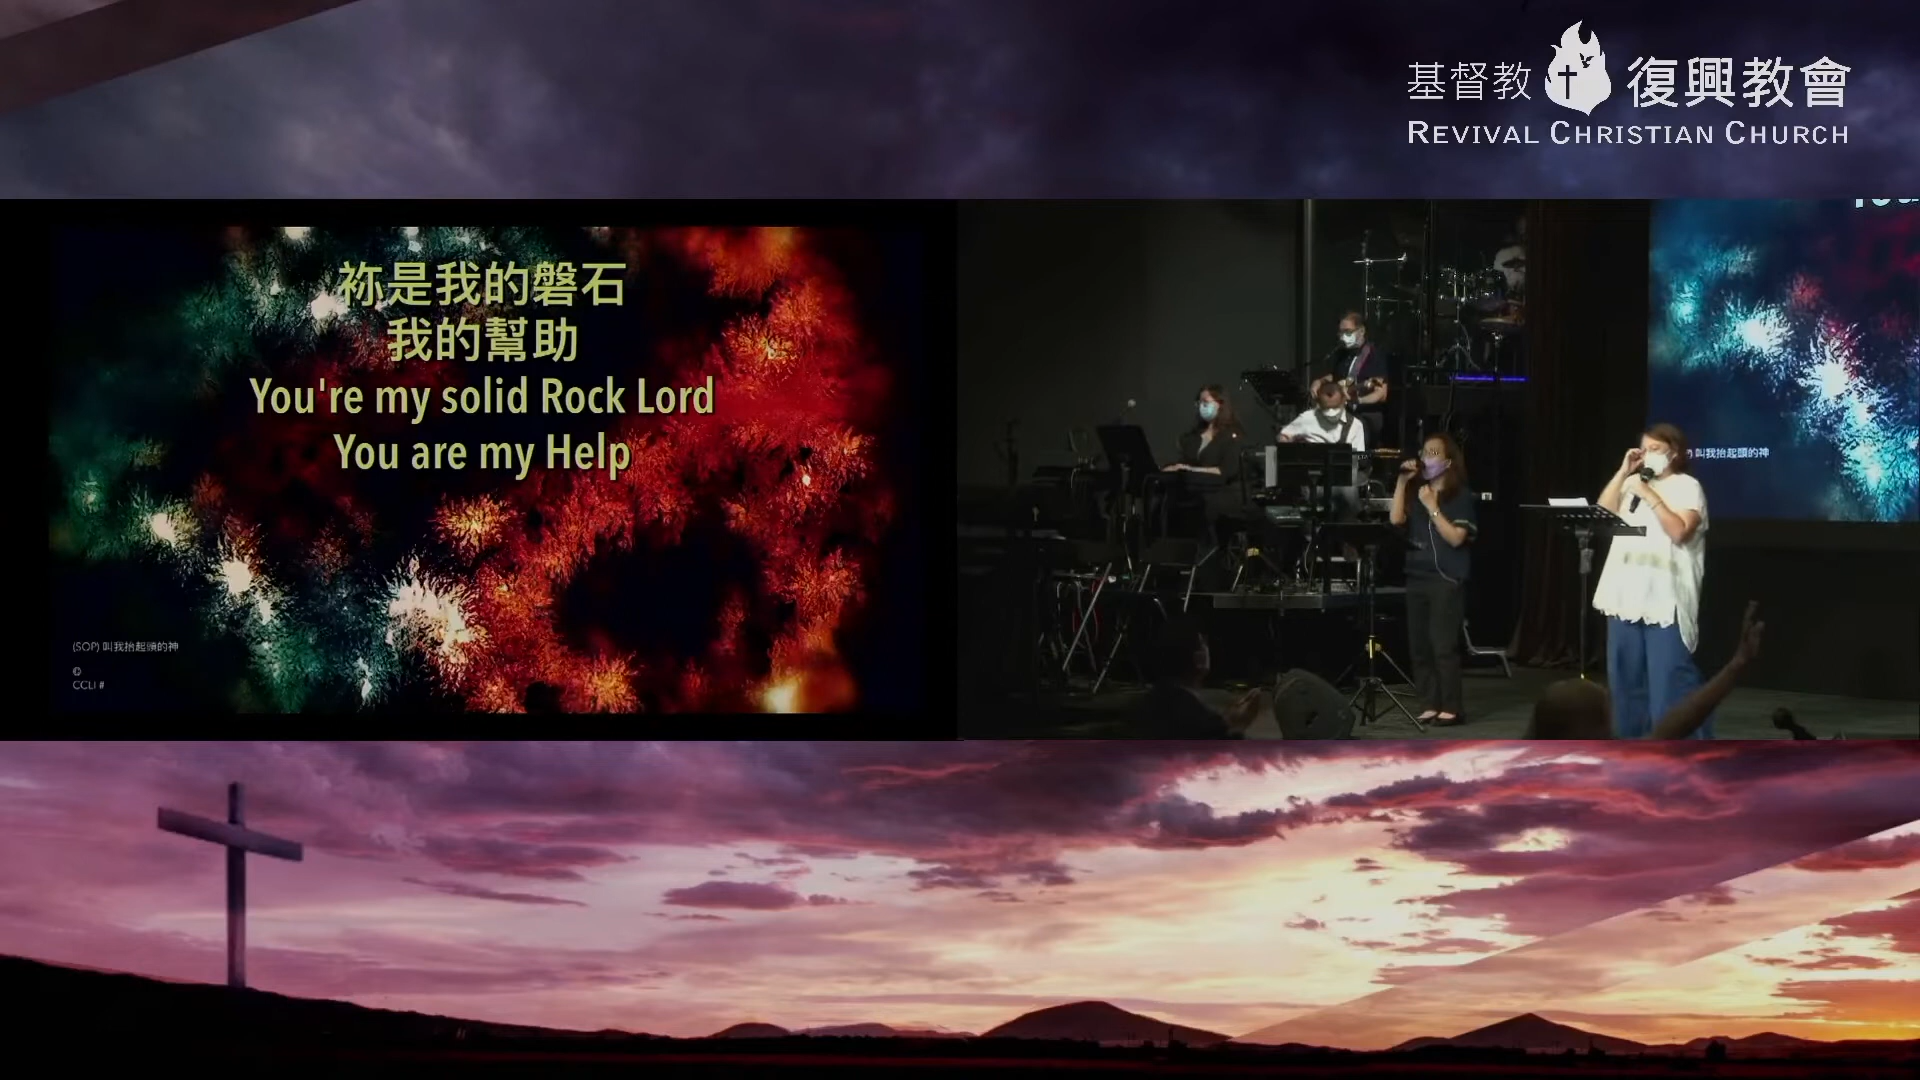 基督教 復興教會
REVIVAL CHRISTIAN CHURCH
袮是我的磐石
我的幫助
You're my solid Rock Lord
You are my Help
(SOP) 叫我抬起頭的神
©
CCLI #
叫我抬起頭的神